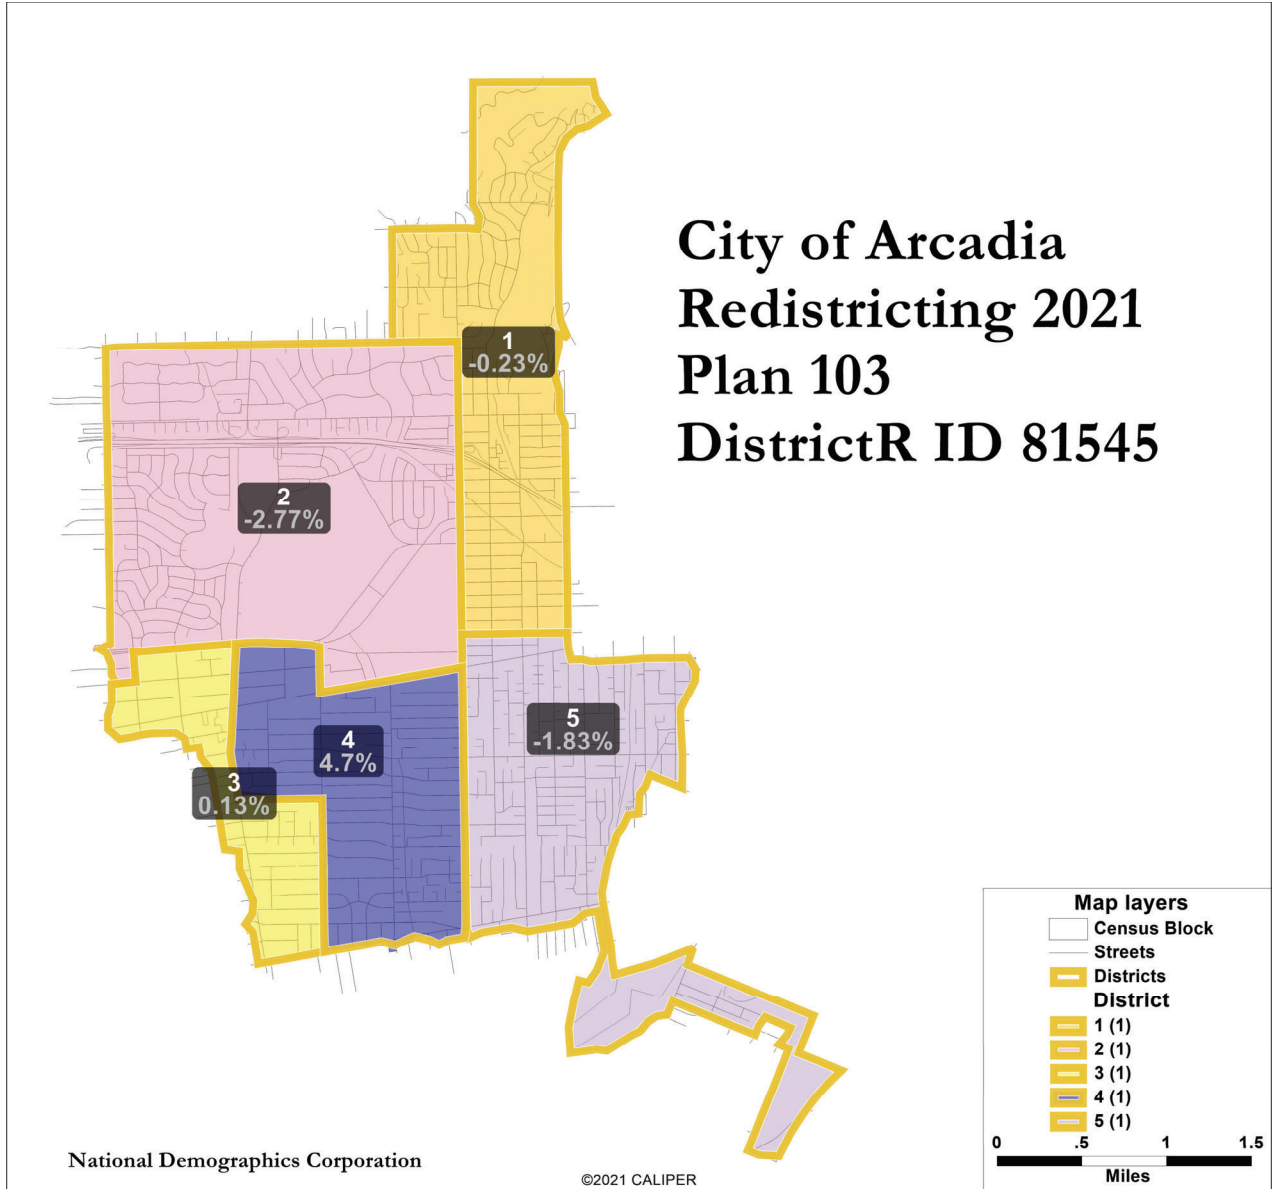 City of Arcadia
Redistricting 2021
Plan 103
DistrictR ID 81545
1
-0.23%
2
-2.77%
3
0.13%
4
4.7%
5
-1.83%
Map layers
Census Block
Streets
Districts
District
1 (1)
2 (1)
3 (1)
4 (1)
5 (1)
0 .5 1 1.5
Miles
National Demographics Corporation
©2021 CALIPER